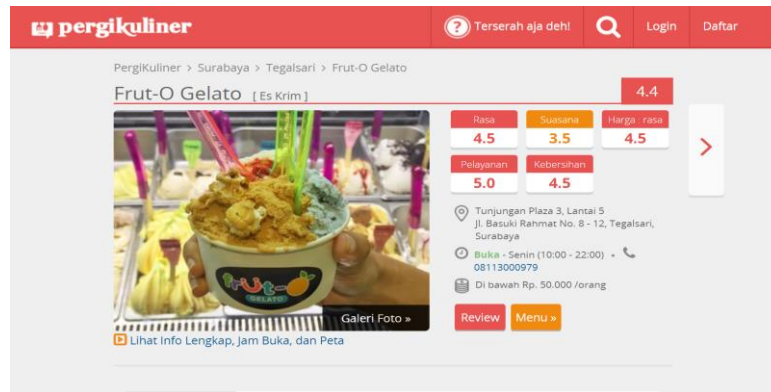 pergikuliner
? Terserah aja deh!
Login
Daftar
PergiKuliner > Surabaya > Tegalsari > Frut-O Gelato
Frut-O Gelato [ Es Krim ]
4.4
Rasa
4.5
Suasana
3.5
Harga : rasa
4.5
Pelayanan
5.0
Kebersihan
4.5
Tunjungan Plaza 3, Lantai 5
Jl. Basuki Rahmat No. 8 - 12, Tegalsari,
Surabaya
Buka - Senin (10:00 - 22:00) •
08113000979
Di bawah Rp. 50.000 /orang
frut-o
GELATO
Galeri Foto »
Review
Menu »
Lihat Info Lengkap, Jam Buka, dan Peta